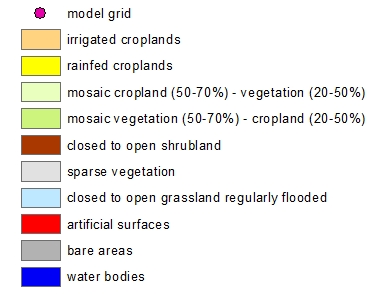 model grid
irrigated croplands
rainfed croplands
mosaic cropland (50-70%) - vegetation (20-50%)
mosaic vegetation (50-70%) - cropland (20-50%)
closed to open shrubland
sparse vegetation
closed to open grassland regularly flooded
artificial surfaces
bare areas
water bodies